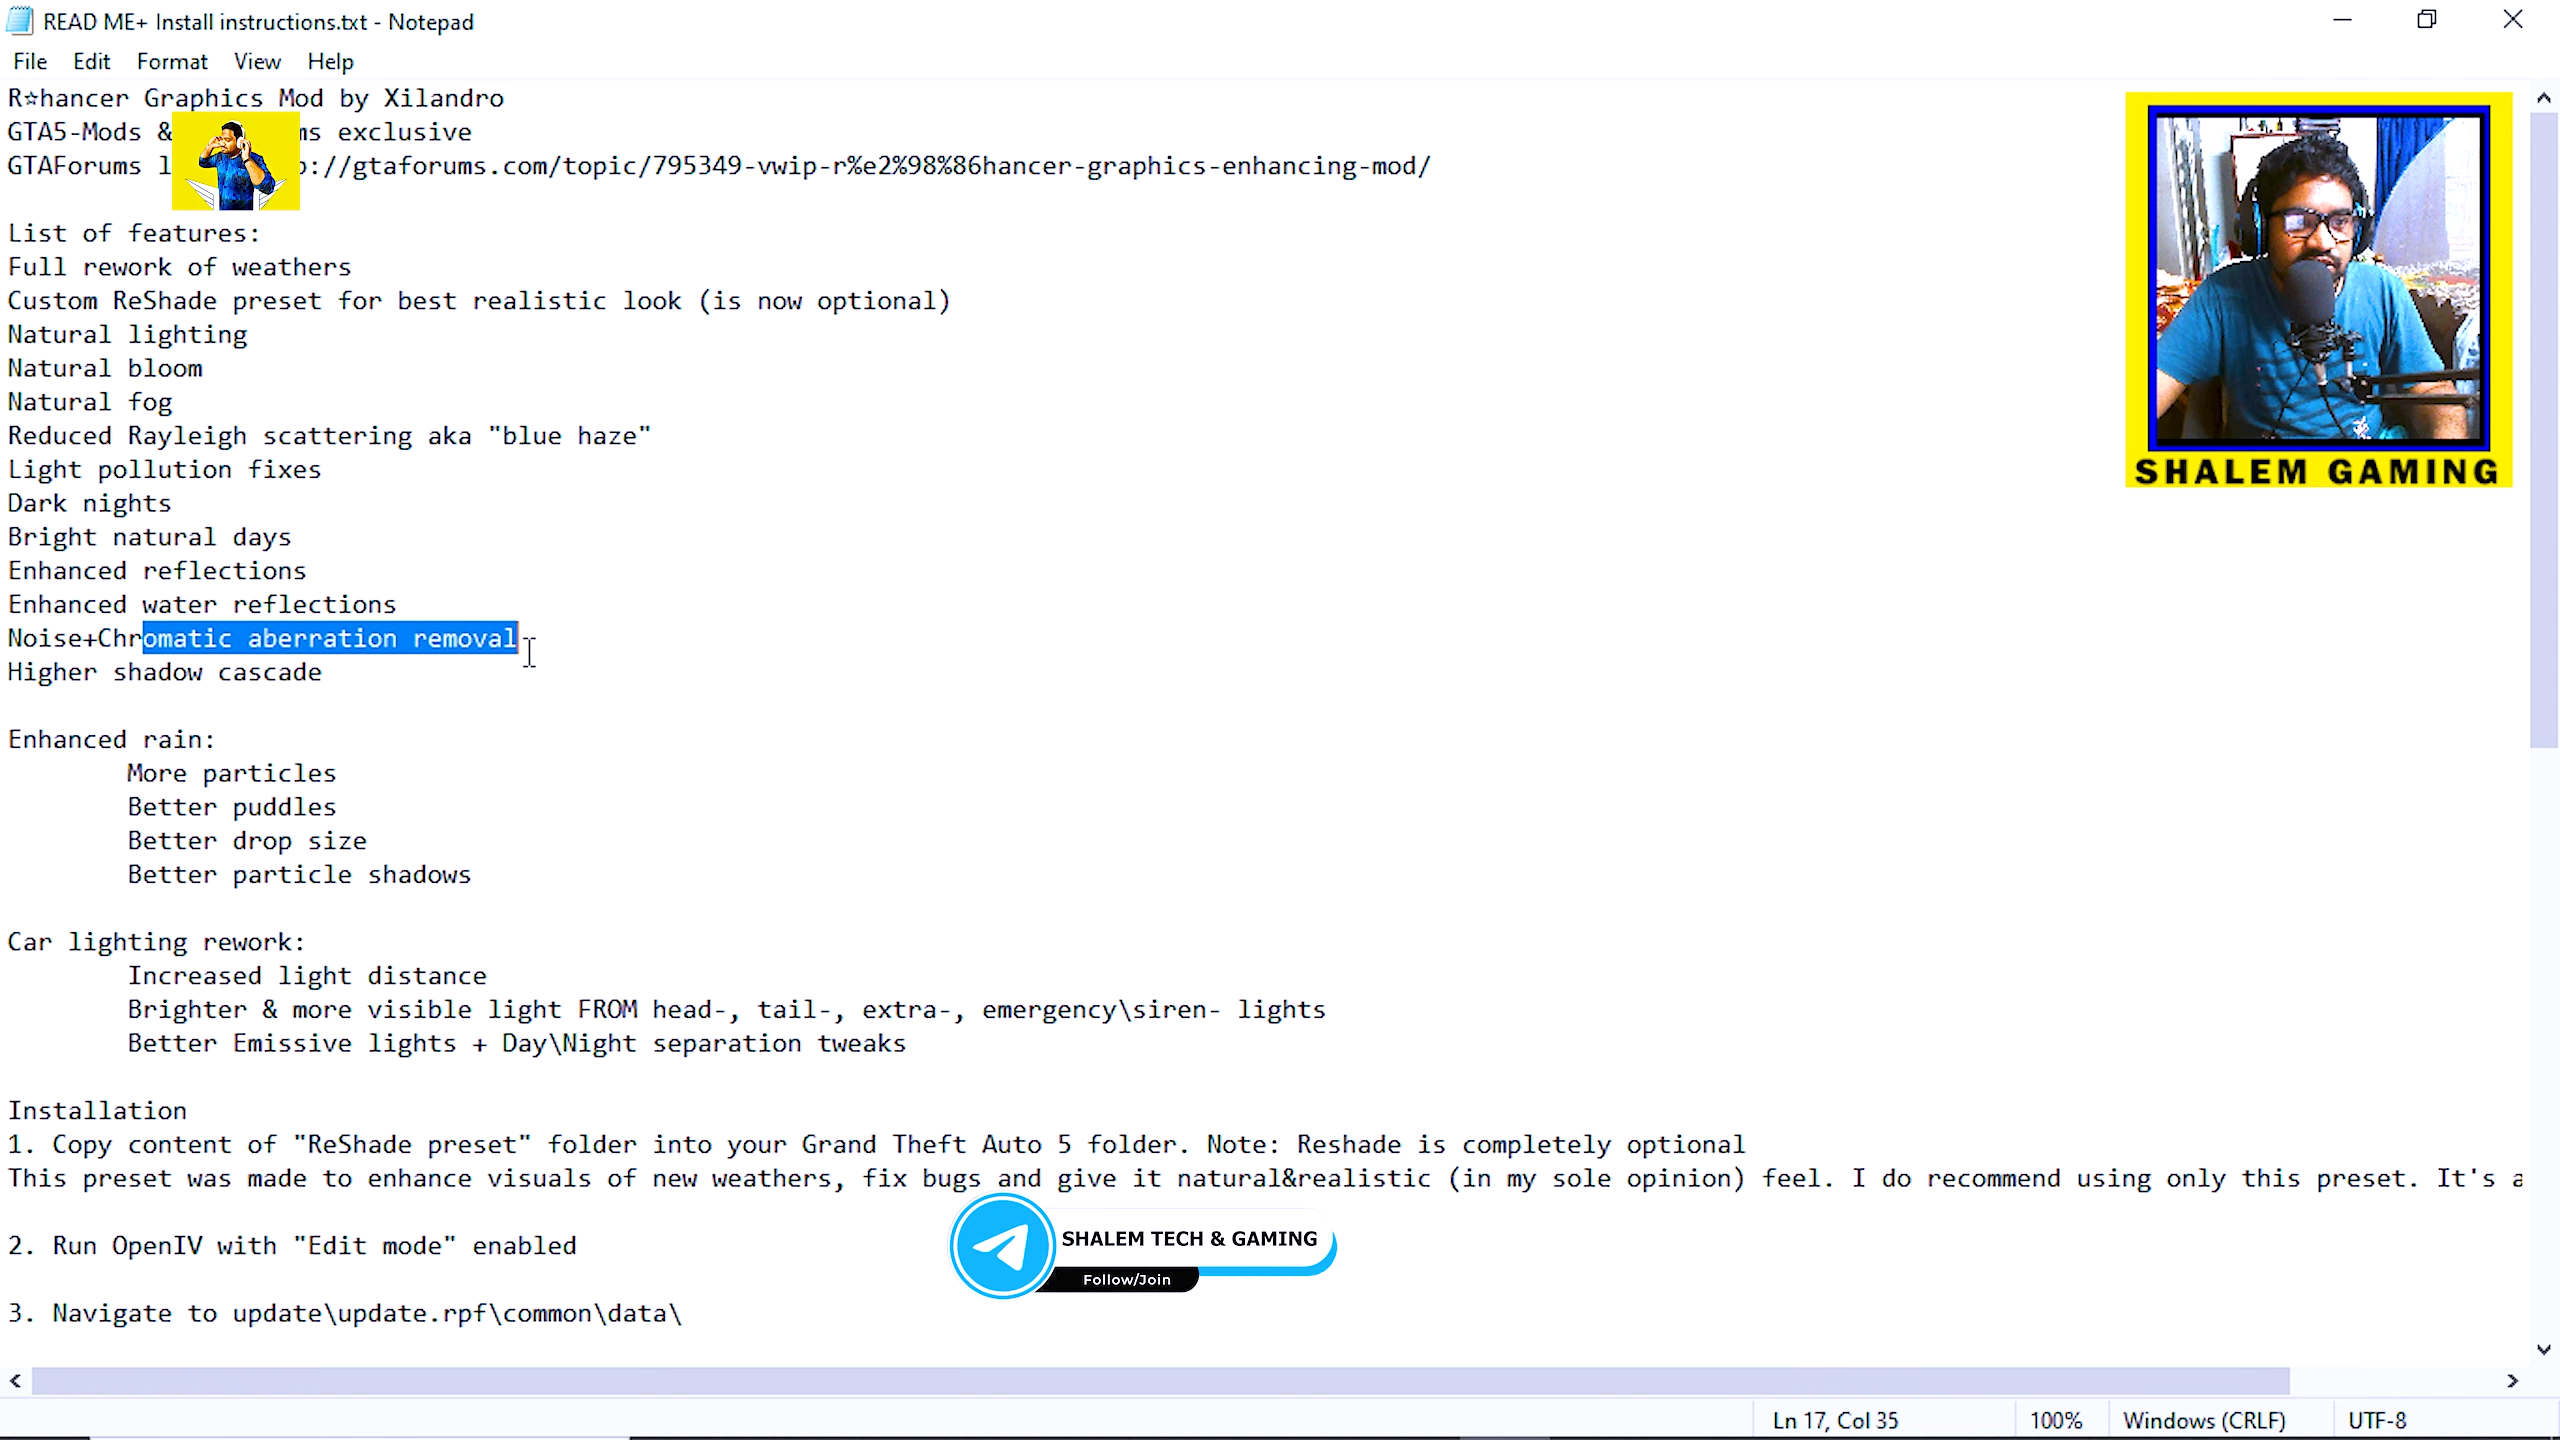 READ ME+ Install instructions.txt - Notepad
File Edit Format View Help
R☆hancer Graphics Mod by Xilandro
GTA5-Mods & ms exclusive
GTAForums l p://gtaforums.com/topic/795349-vwip-r%e2%98%86hancer-graphics-enhancing-mod/
List of features:
Full rework of weathers
Custom ReShade preset for best realistic look (is now optional)
Natural lighting
Natural bloom
Natural fog
Reduced Rayleigh scattering aka "blue haze"
Light pollution fixes
Dark nights
Bright natural days
Enhanced reflections
Enhanced water reflections
Noise+Chromatic aberration removal
Higher shadow cascade
Enhanced rain:
More particles
Better puddles
Better drop size
Better particle shadows
Car lighting rework:
Increased light distance
Brighter & more visible light FROM head-, tail-, extra-, emergency\siren- lights
Better Emissive lights + Day\Night separation tweaks
Installation
1. Copy content of "ReShade preset" folder into your Grand Theft Auto 5 folder. Note: Reshade is completely optional
This preset was made to enhance visuals of new weathers, fix bugs and give it natural&realistic (in my sole opinion) feel. I do recommend using only this preset. It's a
2. Run OpenIV with "Edit mode" enabled
3. Navigate to update\update.rpf\common\data\
SHALEM GAMING
SHALEM TECH & GAMING
Follow/Join
Ln 17, Col 35 100% Windows (CRLF) UTF-8